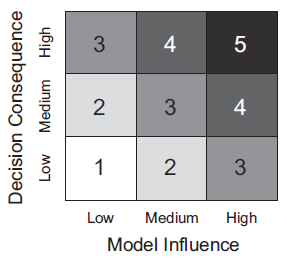 Decision Consequence
High 3 4 5
Medium 2 3 4
Low 1 2 3
Low Medium High
Model Influence